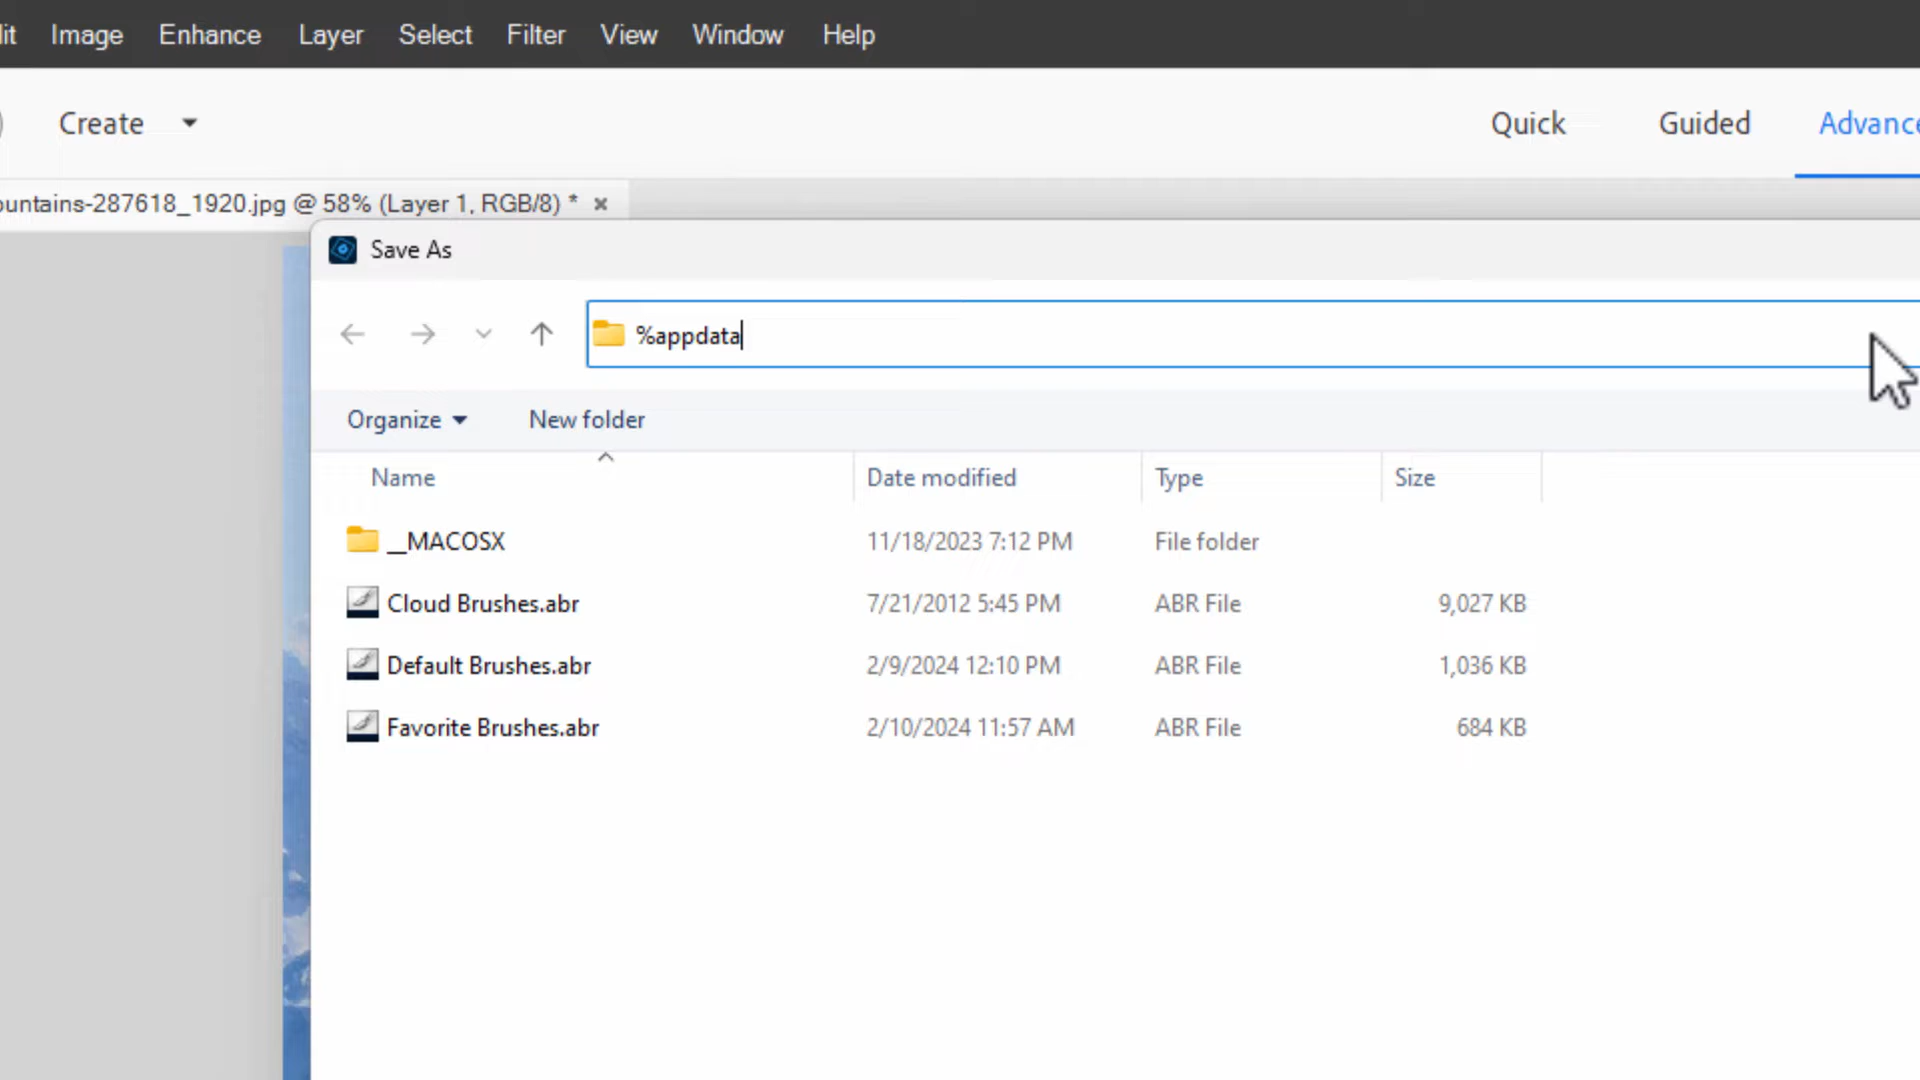 it Image Enhance Layer Select Filter View Window Help
Create Quick Guided Advance
ountains-287618_1920.jpg @ 58% (Layer 1, RGB/8) *
Save As
%appdata
Organize New folder
Name Date modified Type Size
__MACOSX 11/18/2023 7:12 PM File folder
Cloud Brushes.abr 7/21/2012 5:45 PM ABR File 9,027 KB
Default Brushes.abr 2/9/2024 12:10 PM ABR File 1,036 KB
Favorite Brushes.abr 2/10/2024 11:57 AM ABR File 684 KB